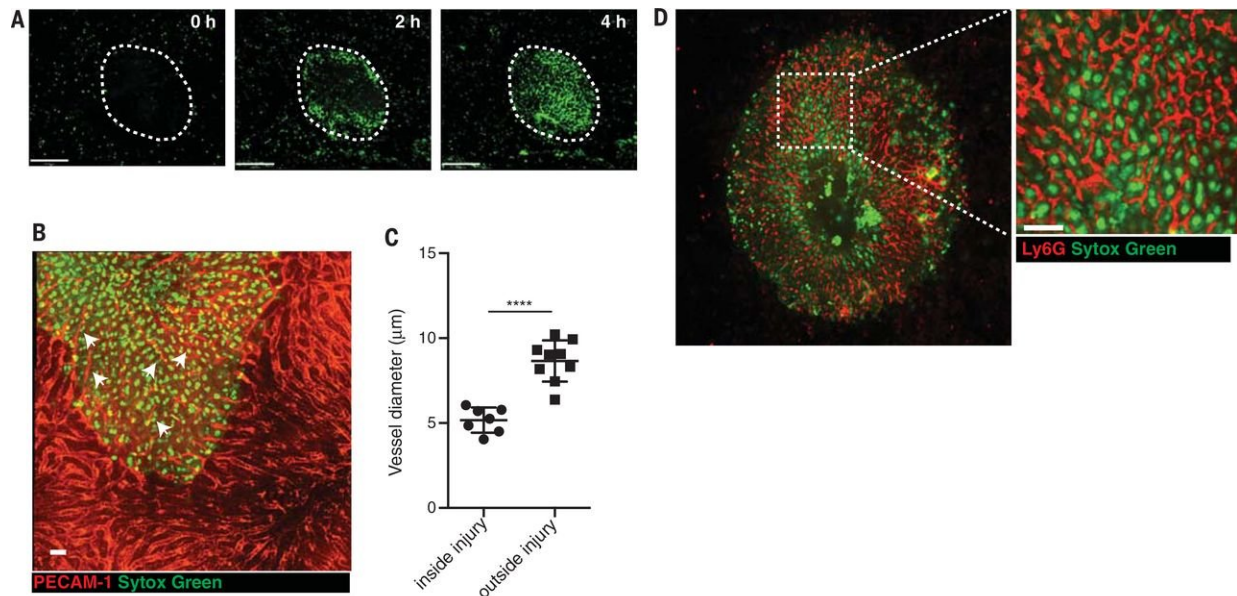 A
0 h
2 h
4 h
B
PECAM-1 Sytox Green
C
15
10
5
0
Vessel diameter (μm)
****
inside injury
outside injury
D
Ly6G Sytox Green